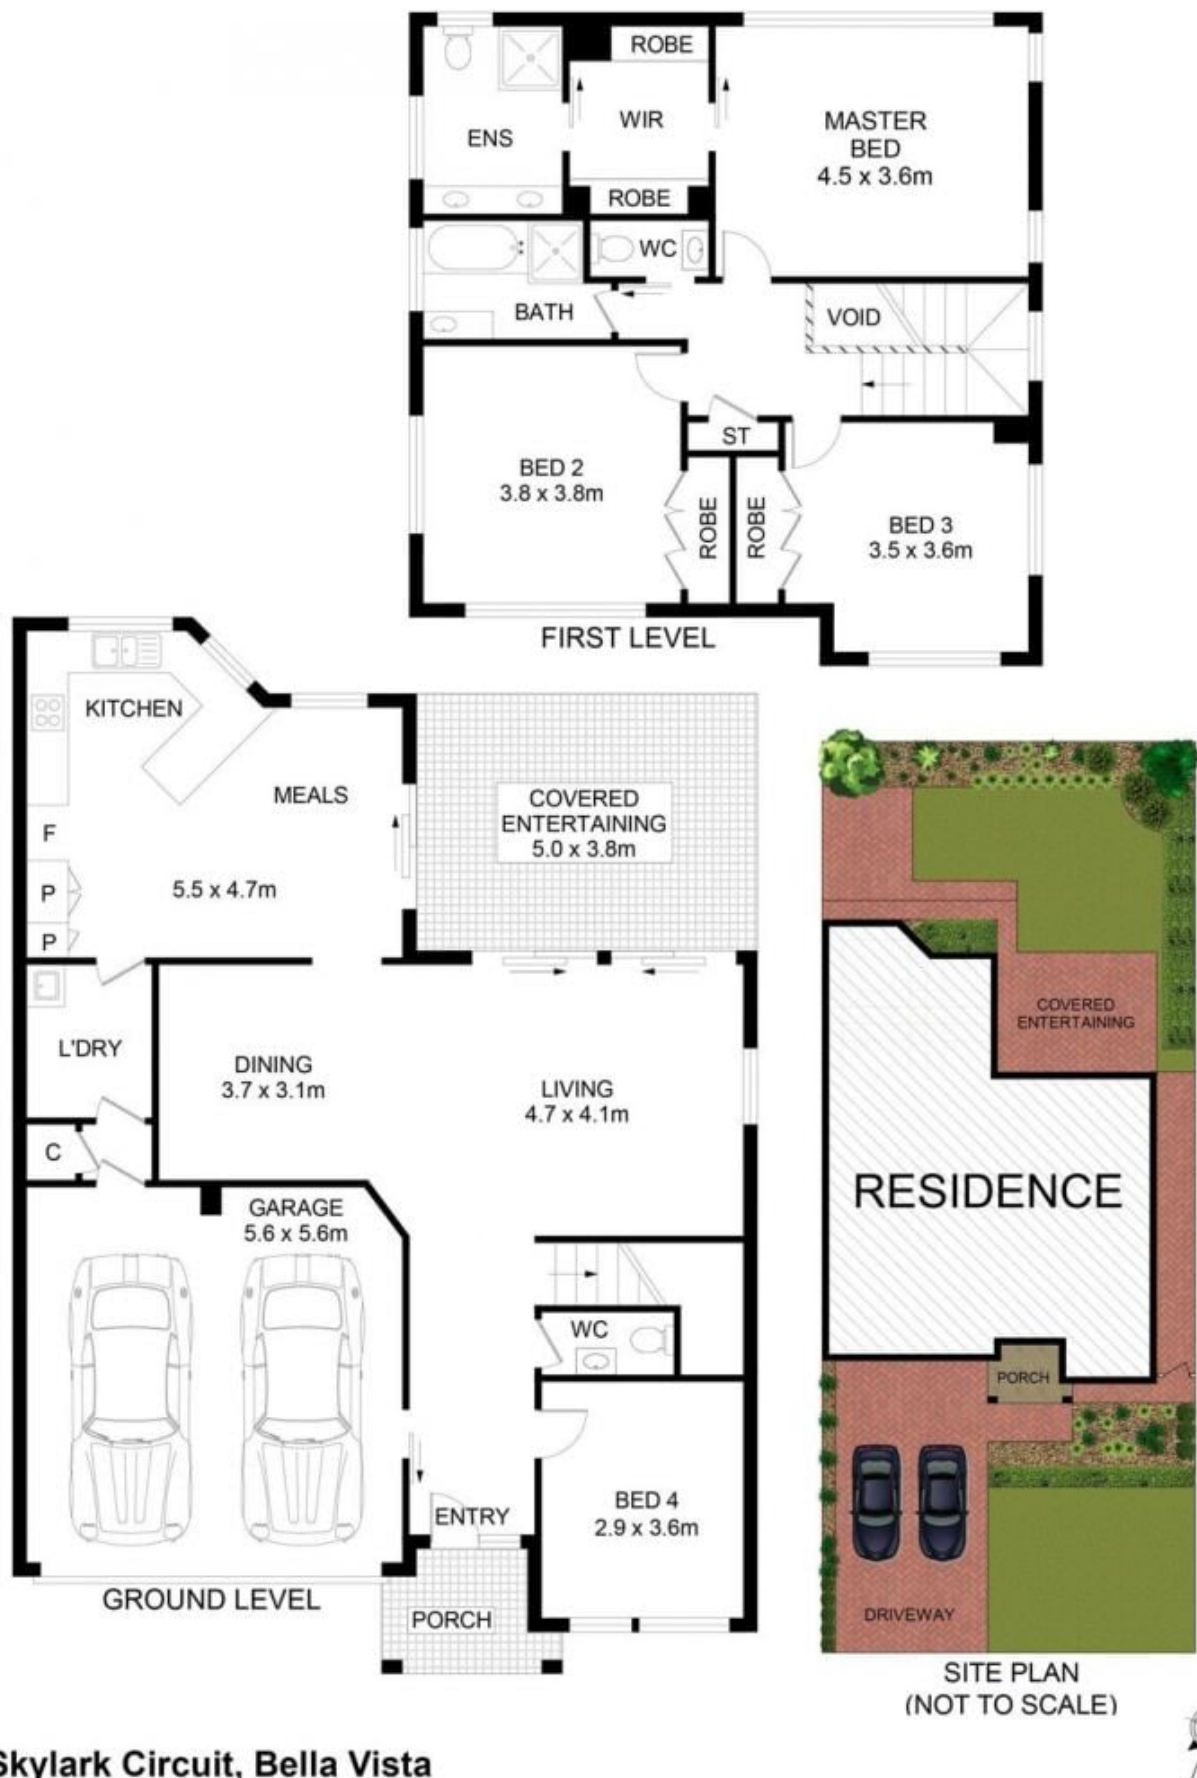 ROBE
ENS
WIR
MASTER
BED
4.5 x 3.6m
ROBE
WC
BATH
VOID
BED 2
3.8 x 3.8m
ST
ROBE
ROBE
BED 3
3.5 x 3.6m
FIRST LEVEL
KITCHEN
MEALS
F
P
P
5.5 x 4.7m
COVERED
ENTERTAINING
5.0 x 3.8m
L'DRY
DINING
3.7 x 3.1m
LIVING
4.7 x 4.1m
C
GARAGE
5.6 x 5.6m
WC
BED 4
2.9 x 3.6m
ENTRY
PORCH
GROUND LEVEL
COVERED
ENTERTAINING
RESIDENCE
PORCH
DRIVEWAY
SITE PLAN
(NOT TO SCALE)
Skylark Circuit, Bella Vista